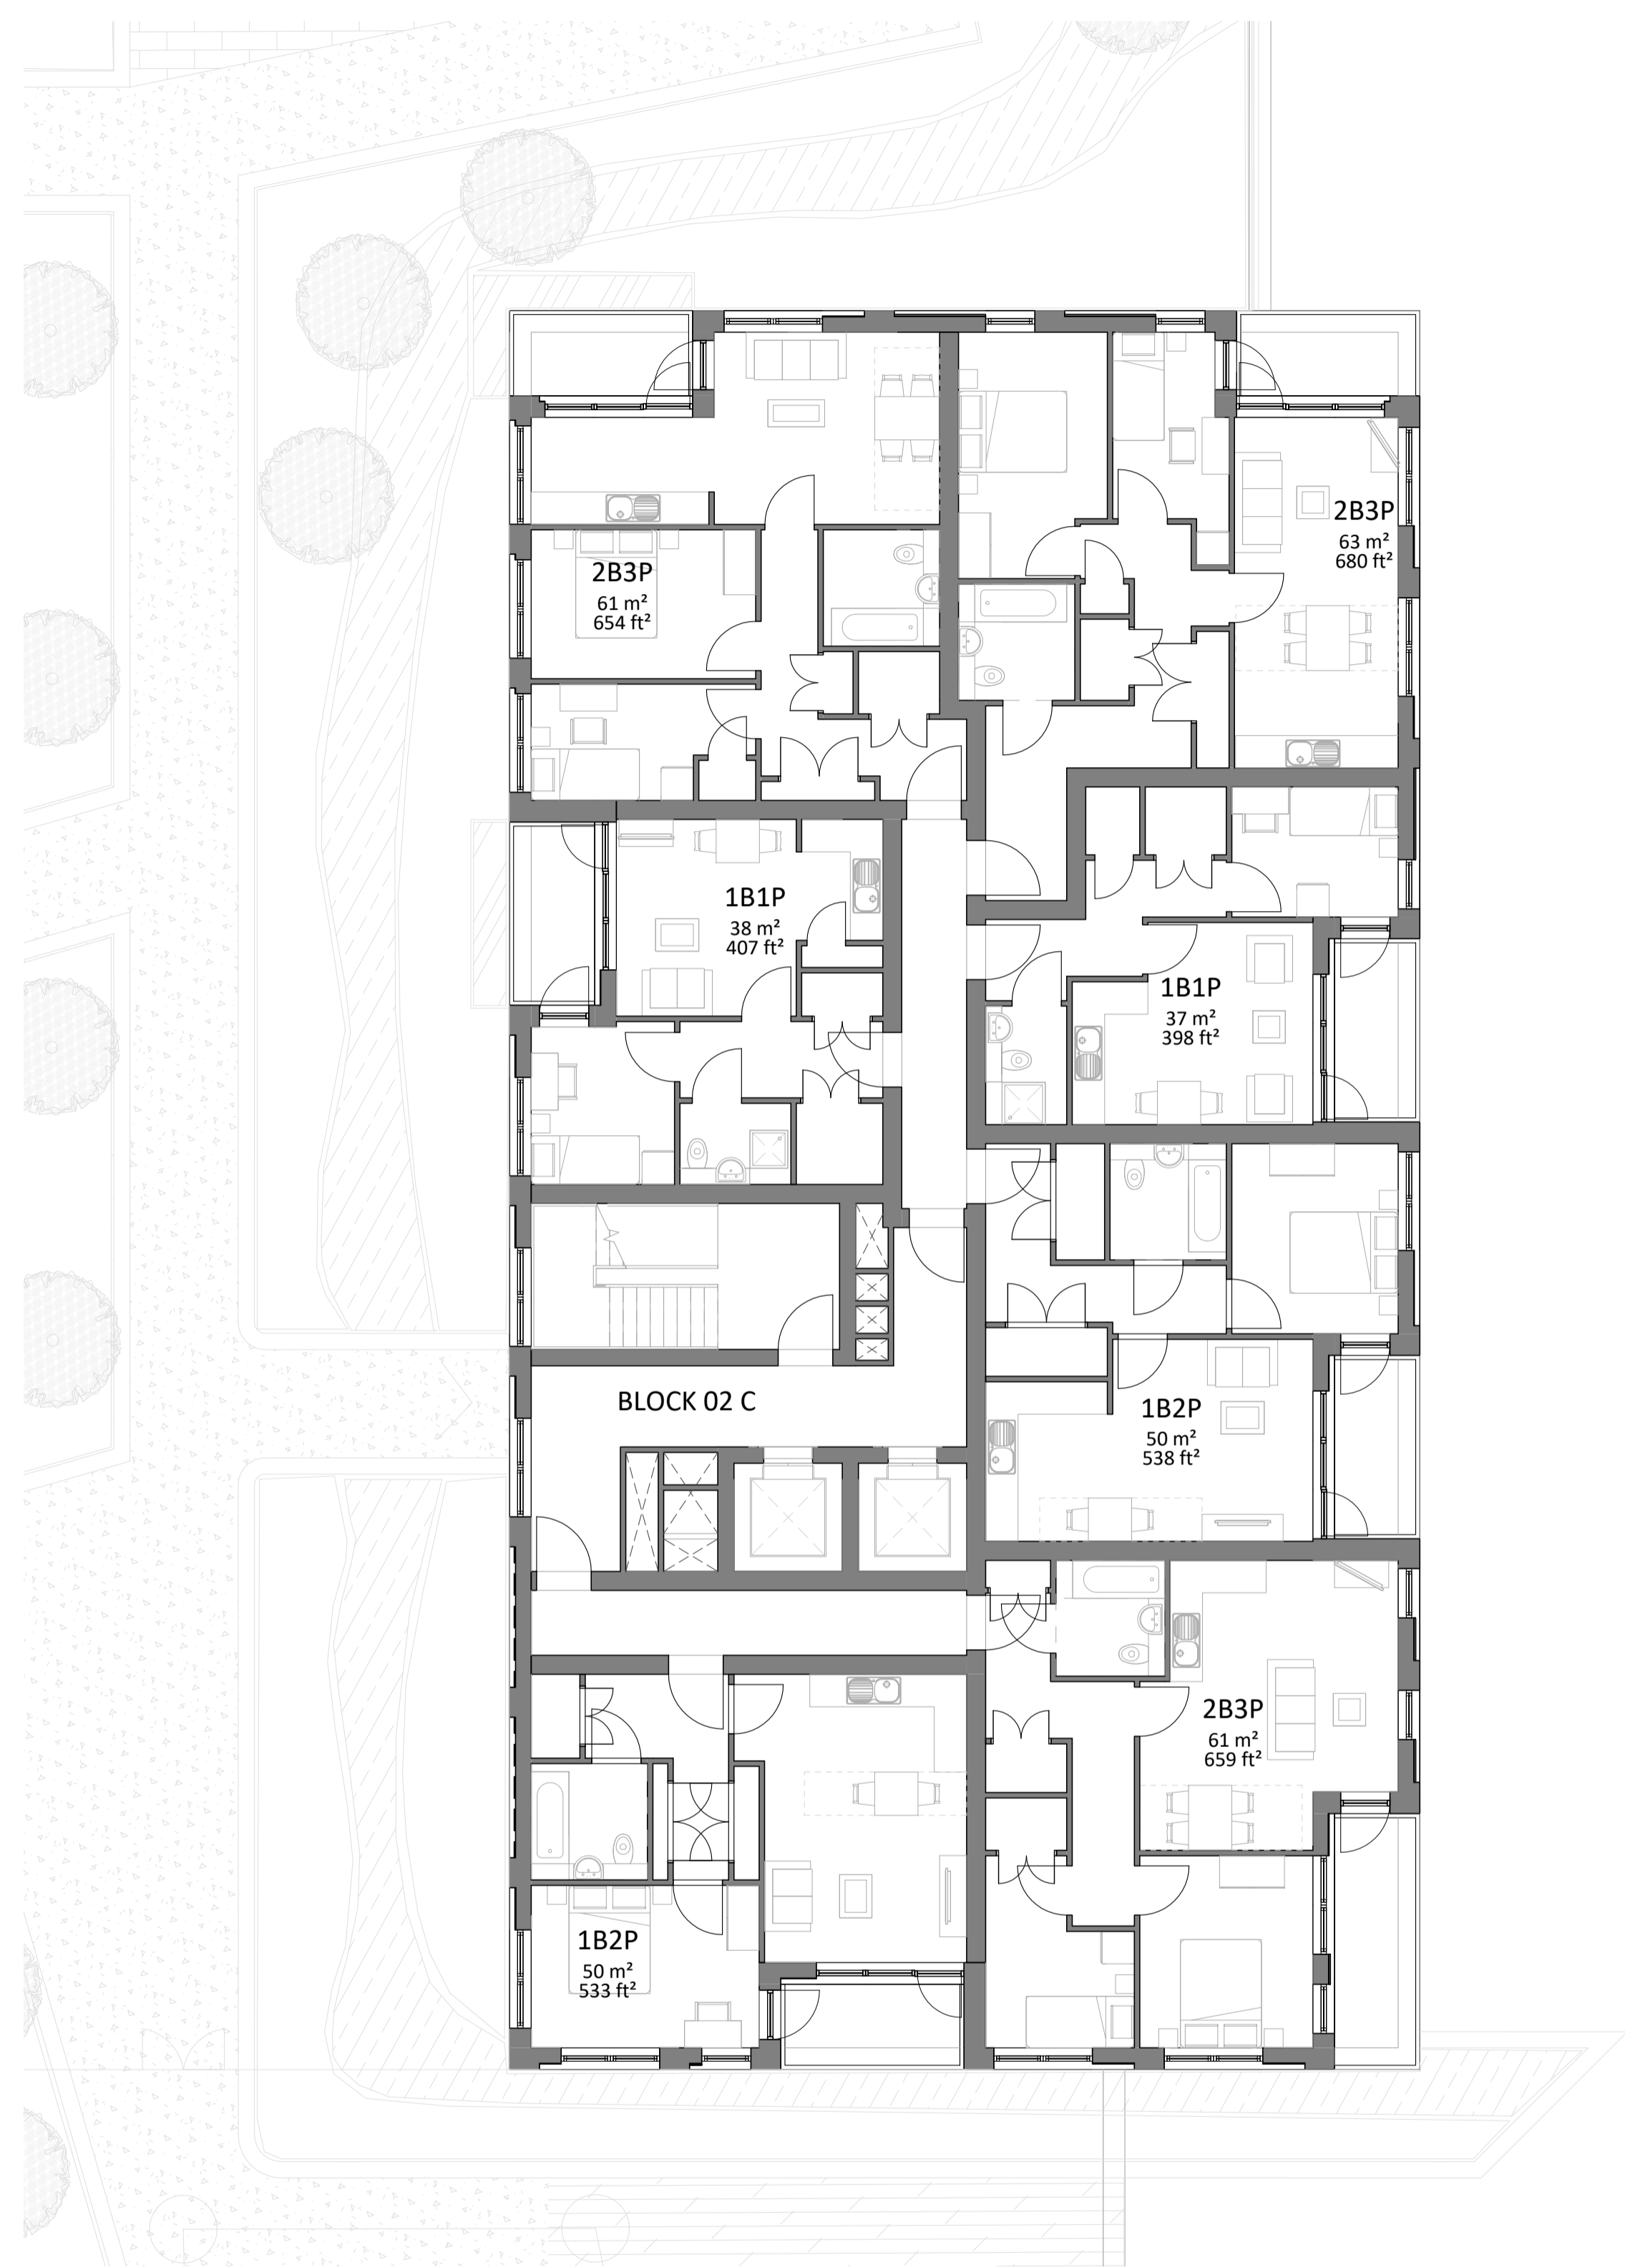 2B3P
63 m²
680 ft²
2B3P
61 m²
654 ft²
1B1P
38 m²
407 ft²
1B1P
37 m²
398 ft²
BLOCK 02 C
1B2P
50 m²
538 ft²
2B3P
61 m²
659 ft²
1B2P
50 m²
533 ft²